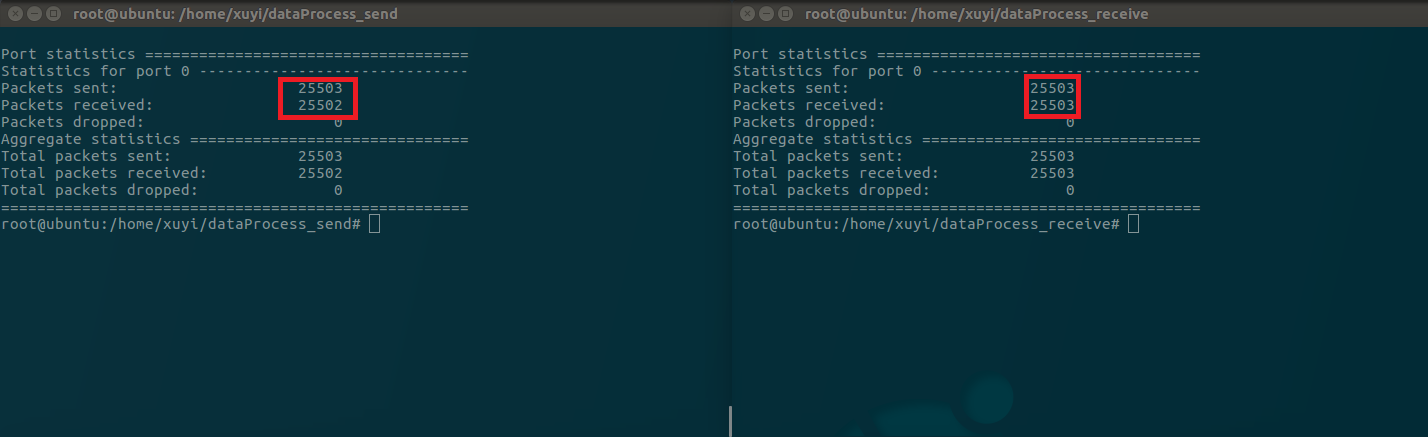 root@ubuntu: /home/xuyi/dataProcess_send
Port statistics ====================================
Statistics for port 0 ------------------------------
Packets sent: 25503
Packets received: 25502
Packets dropped: 0
Aggregate statistics ===============================
Total packets sent: 25503
Total packets received: 25502
Total packets dropped: 0
====================================================
root@ubuntu:/home/xuyi/dataProcess_send#
root@ubuntu: /home/xuyi/dataProcess_receive
Port statistics ====================================
Statistics for port 0 ------------------------------
Packets sent: 25503
Packets received: 25503
Packets dropped: 0
Aggregate statistics ===============================
Total packets sent: 25503
Total packets received: 25503
Total packets dropped: 0
====================================================
root@ubuntu:/home/xuyi/dataProcess_receive#